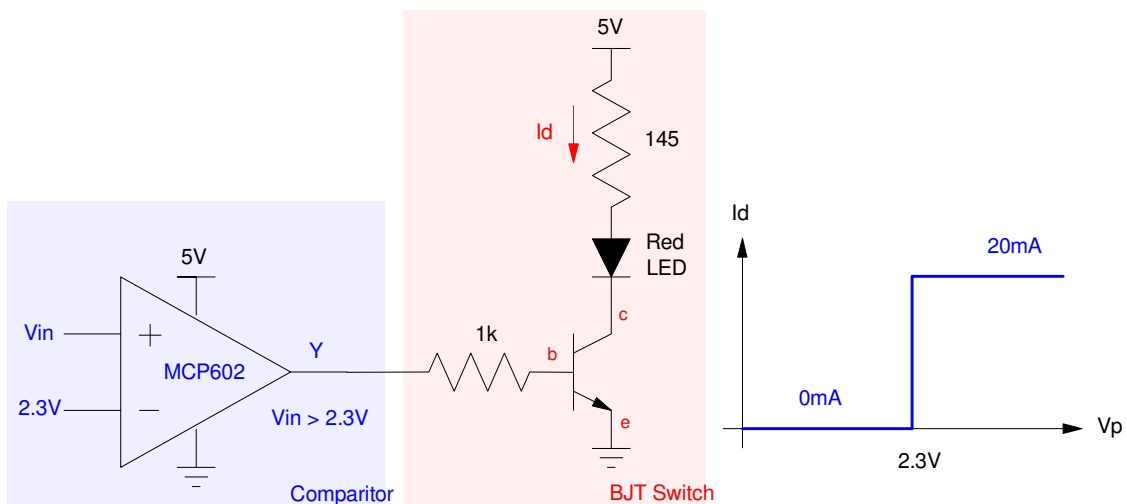 5V
Id
145
Red
LED
c
b
e
1k
5V
Vin
+
MCP602
2.3V
−
Y
Vin > 2.3V
Comparitor
BJT Switch
Id
20mA
0mA
Vp
2.3V